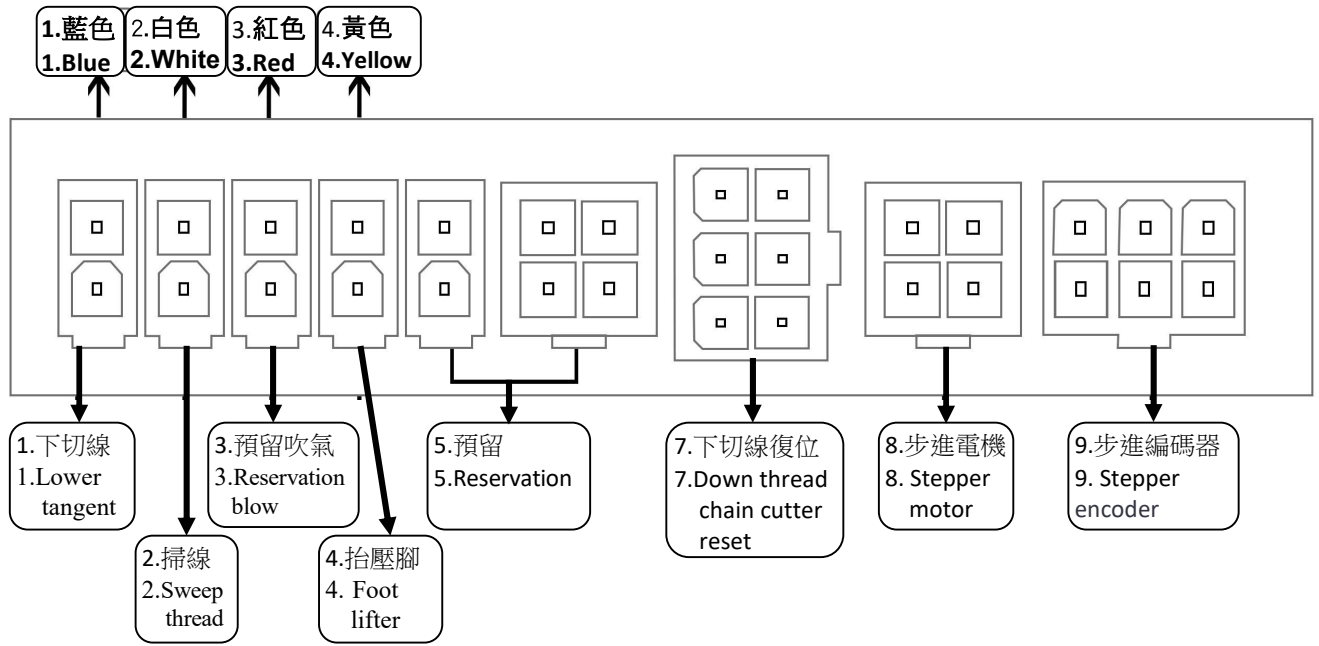 1.藍色
1.Blue
2.白色
2.White
3.紅色
3.Red
4.黃色
4.Yellow
1.下切線
1.Lower
tangent
2.掃線
2.Sweep
thread
3.預留吹氣
3.Reservation
blow
4.抬壓腳
4. Foot
lifter
5.預留
5.Reservation
7.下切線復位
7.Down thread
chain cutter
reset
8.步進電機
8. Stepper
motor
9.步進編碼器
9. Stepper
encoder